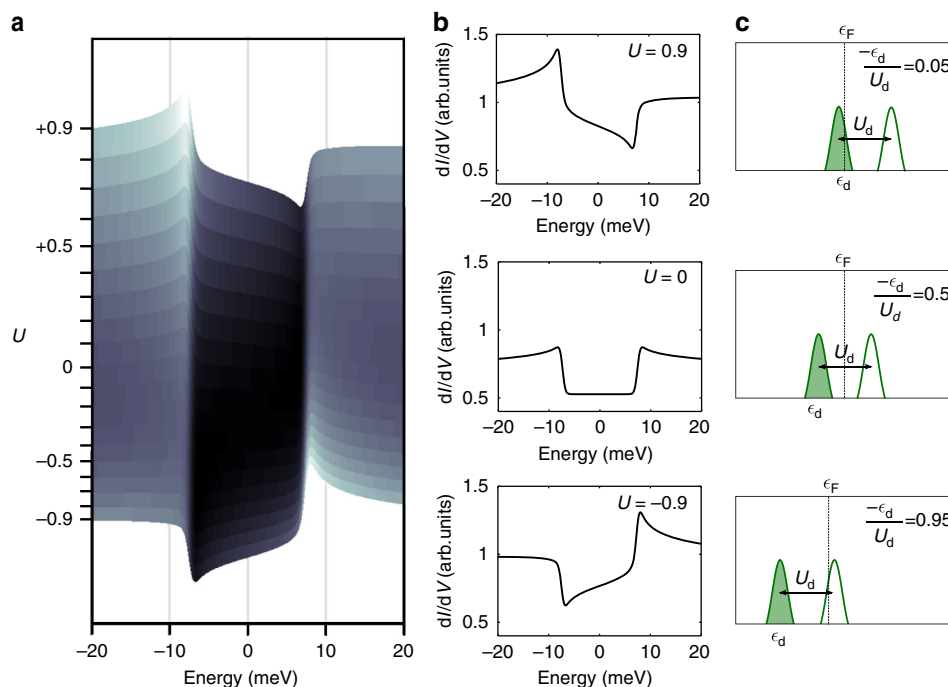 a
U
+0.9
+0.5
0
−0.5
−0.9
−20 −10 0 10 20
Energy (meV)
b
dI/dV (arb.units)
1.5
1
0.5
U = 0.9
−20 −10 0 10 20
Energy (meV)
dI/dV (arb.units)
1.5
1
0.5
U = 0
−20 −10 0 10 20
Energy (meV)
dI/dV (arb.units)
1.5
1
0.5
U = −0.9
−20 −10 0 10 20
Energy (meV)
c
ϵF
−ϵd/Ud=0.05
Ud
ϵd
ϵF
−ϵd/Ud=0.5
Ud
ϵd
ϵF
−ϵd/Ud=0.95
Ud
ϵd